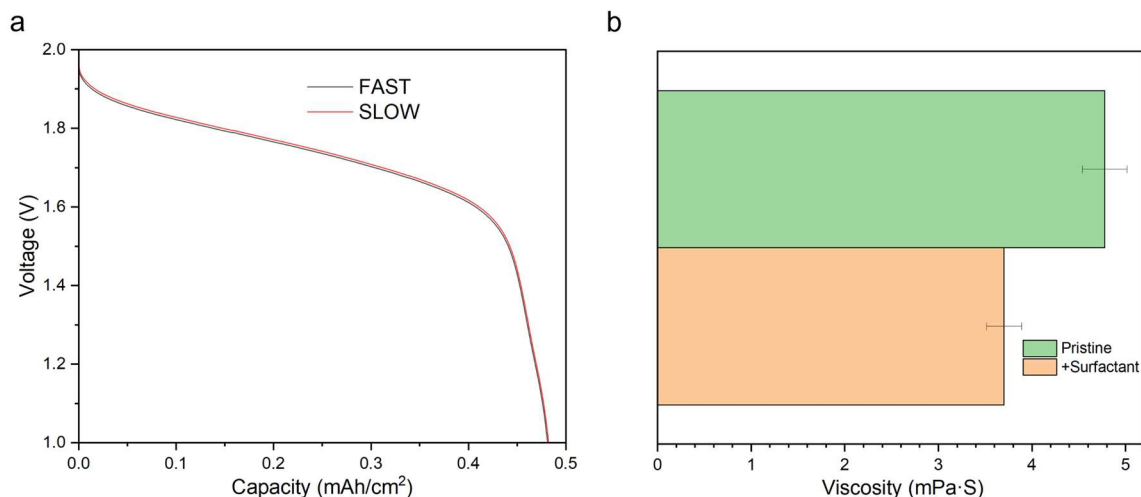 a
2.0
1.8
1.6
1.4
1.2
1.0
Voltage (V)
FAST
SLOW
0.0 0.1 0.2 0.3 0.4 0.5
Capacity (mAh/cm²)
b
Pristine
+Surfactant
0 1 2 3 4 5
Viscosity (mPa·S)